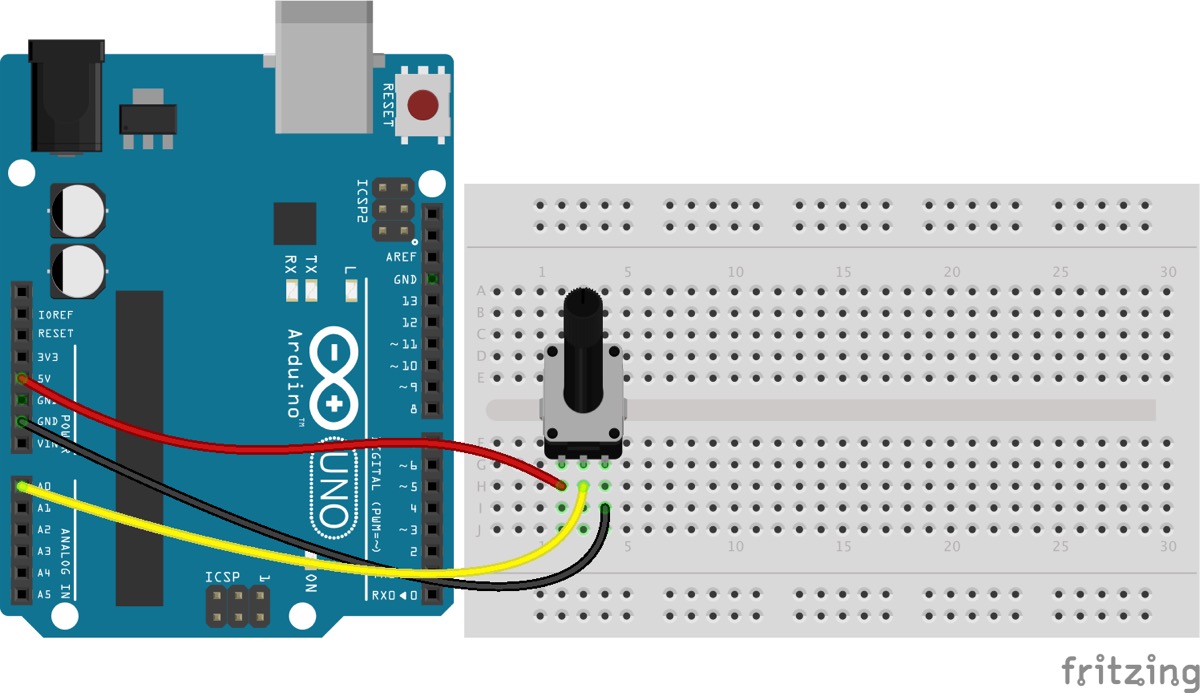 RESET
ICSP2
AREF
GND
13
12
~11
~10
~9
8
RX
TX
L
Arduino™
UNO
IOREF
RESET
3V3
5V
GND
GND
VIN
POWER
A0
A1
A2
A3
A4
A5
ANALOG IN
~6
~5
4
~3
2
RX0◄0
DIGITAL (PWM=~)
ICSP
1
ON
1 5 10 15 20 25 30
A
B
C
D
E
F
G
H
I
J
1 5 10 15 20 25 30
fritzing